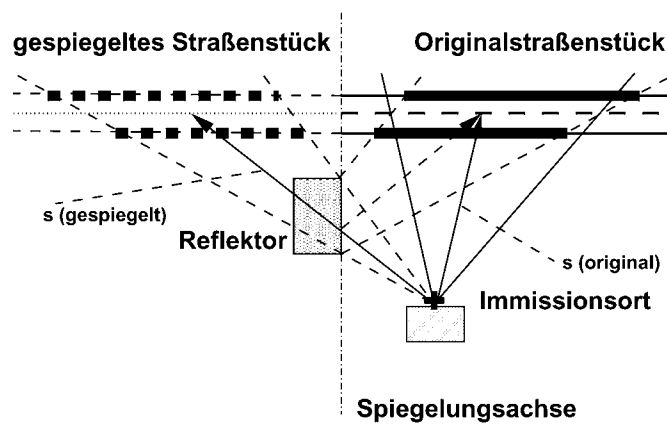 gespiegeltes Straßenstück
Originalstraßenstück
s (gespiegelt)
Reflektor
s (original)
Immissionsort
Spiegelungsachse